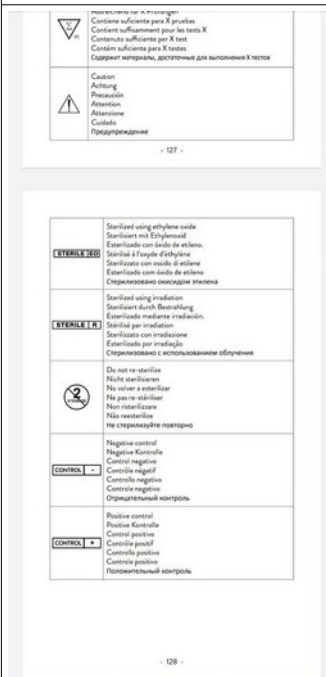 Ausreichend für X Prüfungen
Contiene suficiente para X pruebas
Contient suffisamment pour les tests X
Contenuto sufficiente per X test
Contém suficiente para X testes
Содержит материалы, достаточные для выполнения X тестов
Caution
Achtung
Precaución
Attention
Attenzione
Cuidado
Предупреждение
- 127 -
STERILE EO
Sterilized using ethylene oxide
Sterilisiert mit Ethylenoxid
Esterilizado con óxido de etileno.
Stérilisé à l'oxyde d'éthylène
Sterilizzato con ossido di etilene
Esterilizado com óxido de etileno
Стерилизовано окисидом этилена
STERILE R
Sterilized using irradiation
Sterilisiert durch Bestrahlung
Esterilizado mediante irradiación.
Stérilisé par irradiation
Sterilizzato con irradiazione
Esterilizado por irradiação
Стерилизовано с использованием облучения
2
Do not re-sterilize
Nicht sterilisieren
No volver a esterilizar
Ne pas re-stériliser
Non risterilizzare
Não reesterilize
Не стерилизуйте повторно
CONTROL -
Negative control
Negative Kontrolle
Control negativo
Contrôle négatif
Controllo negativo
Controle negativo
Отрицательный контроль
CONTROL +
Positive control
Positive Kontrolle
Control positivo
Contrôle positif
Controllo positivo
Controle positivo
Положительный контроль
- 128 -